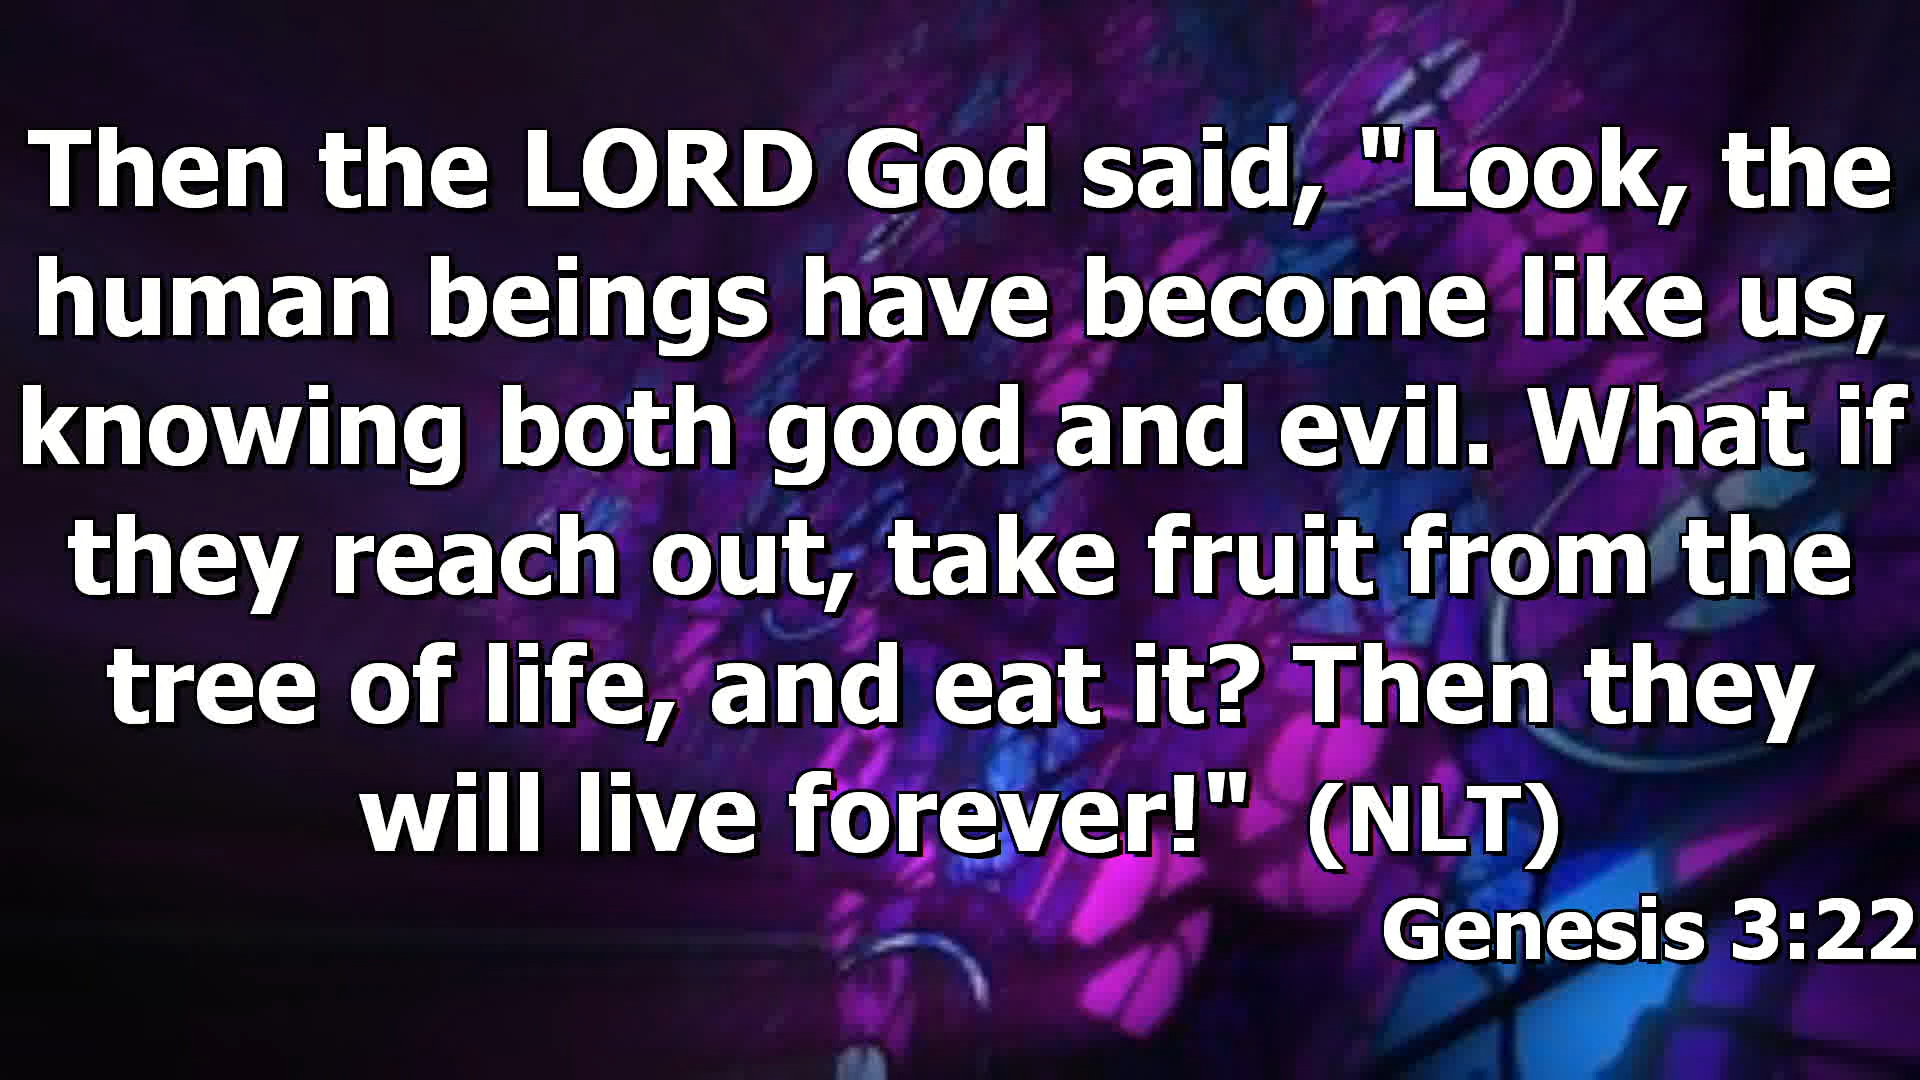 Then the LORD God said, "Look, the
human beings have become like us,
knowing both good and evil. What if
they reach out, take fruit from the
tree of life, and eat it? Then they
will live forever!" (NLT)
Genesis 3:22